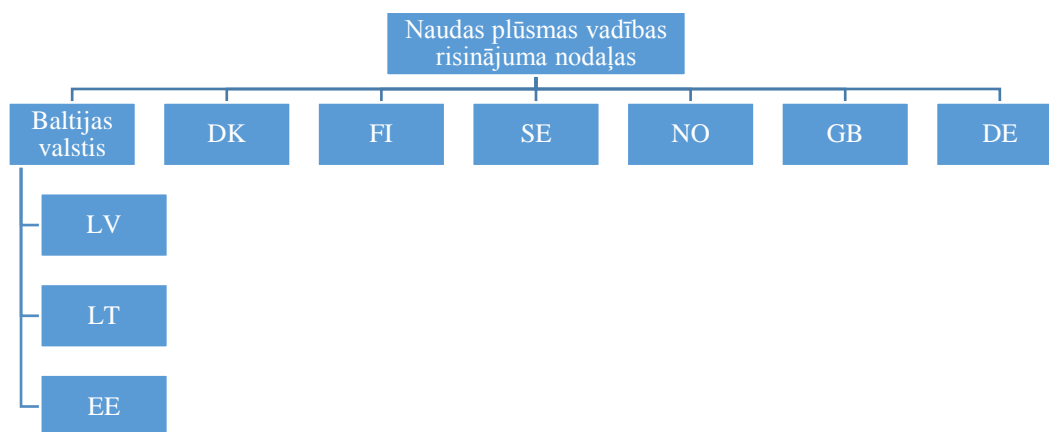 Naudas plūsmas vadības
risinājuma nodaļas
Baltijas
valstis
DK
FI
SE
NO
GB
DE
LV
LT
EE